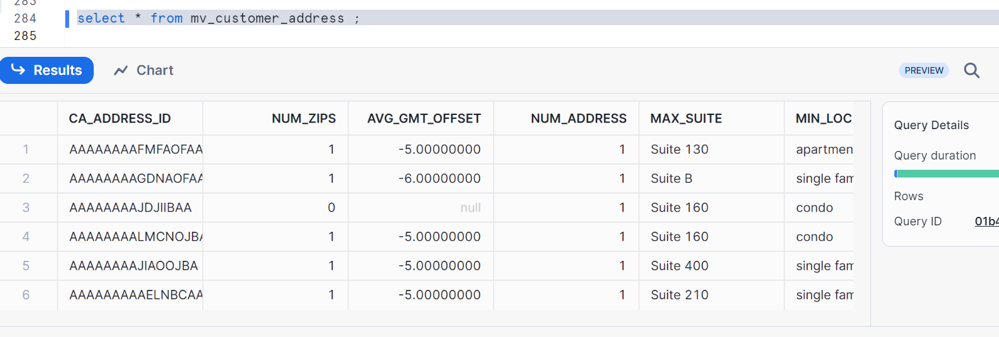 283
284 select * from mv_customer_address ;
285
Results Chart PREVIEW
CA_ADDRESS_ID NUM_ZIPS AVG_GMT_OFFSET NUM_ADDRESS MAX_SUITE MIN_LOC
1 AAAAAAAAFMFAOFAA 1 -5.00000000 1 Suite 130 apartmen
2 AAAAAAAAGDNAOFAA 1 -6.00000000 1 Suite B single fam
3 AAAAAAAAJDJIIBAA 0 null 1 Suite 160 condo
4 AAAAAAAALMCNOJBA 1 -5.00000000 1 Suite 160 condo
5 AAAAAAAAJIAOOJBA 1 -5.00000000 1 Suite 400 single fam
6 AAAAAAAAAELNBCAA 1 -5.00000000 1 Suite 210 single fam
Query Details
Query duration
Rows
Query ID 01b4